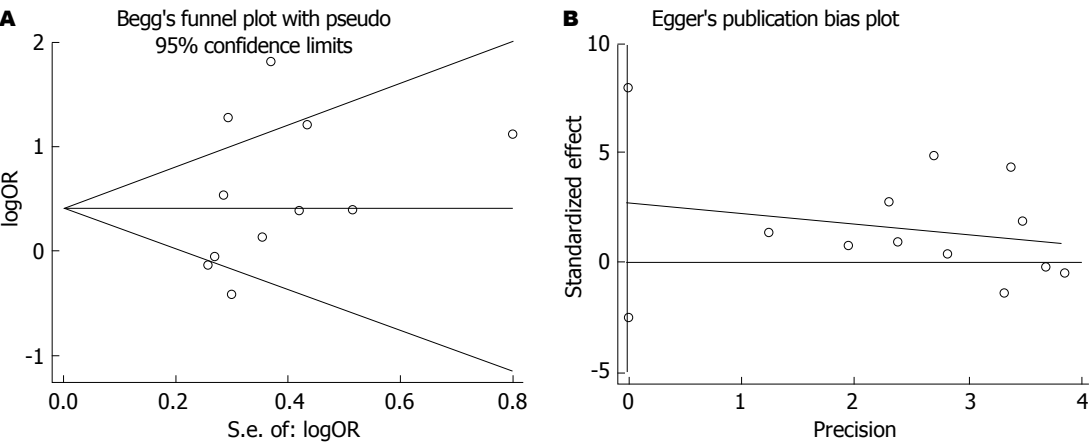 A
Begg's funnel plot with pseudo
95% confidence limits
2
1
0
-1
logOR
0.0 0.2 0.4 0.6 0.8
S.e. of: logOR
B
Egger's publication bias plot
10
5
0
-5
Standardized effect
0 1 2 3 4
Precision